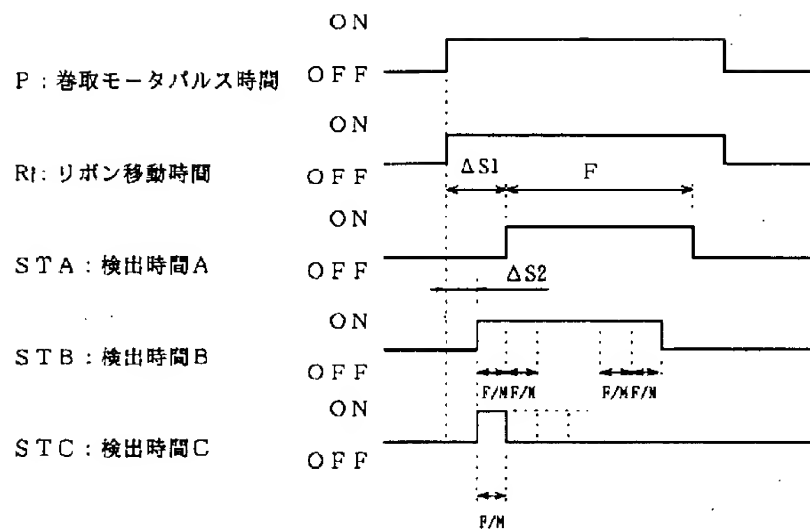 ON
P：巻取モータパルス時間 OFF
ON
Rt：リボン移動時間 OFF
ΔS1 F
ON
STA：検出時間A OFF
ΔS2
ON
STB：検出時間B OFF
F/M F/M F/M F/M
ON
STC：検出時間C OFF
F/M